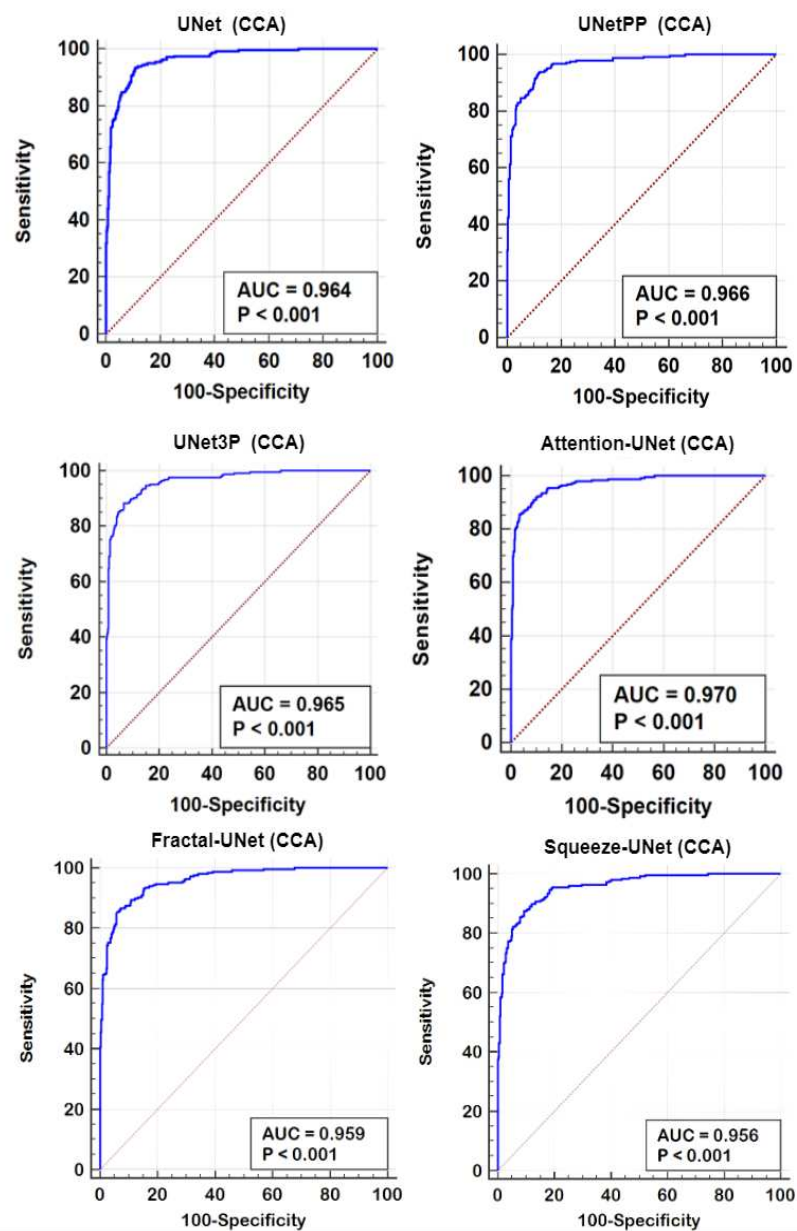 UNet (CCA)
Sensitivity
100
80
60
40
20
0
AUC = 0.964
P < 0.001
0 20 40 60 80 100
100-Specificity
UNetPP (CCA)
Sensitivity
100
80
60
40
20
0
AUC = 0.966
P < 0.001
0 20 40 60 80 100
100-Specificity
UNet3P (CCA)
Sensitivity
100
80
60
40
20
0
AUC = 0.965
P < 0.001
0 20 40 60 80 100
100-Specificity
Attention-UNet (CCA)
Sensitivity
100
80
60
40
20
0
AUC = 0.970
P < 0.001
0 20 40 60 80 100
100-Specificity
Fractal-UNet (CCA)
Sensitivity
100
80
60
40
20
0
AUC = 0.959
P < 0.001
0 20 40 60 80 100
100-Specificity
Squeeze-UNet (CCA)
Sensitivity
100
80
60
40
20
0
AUC = 0.956
P < 0.001
0 20 40 60 80 100
100-Specificity